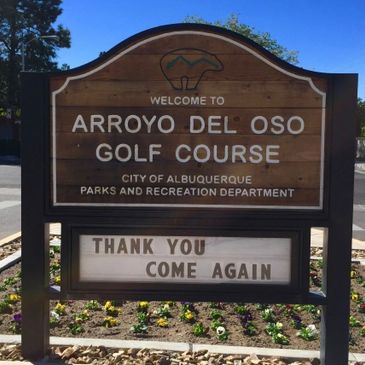 WELCOME TO
ARROYO DEL OSO
GOLF COURSE
CITY OF ALBUQUERQUE
PARKS AND RECREATION DEPARTMENT
THANK YOU
COME AGAIN